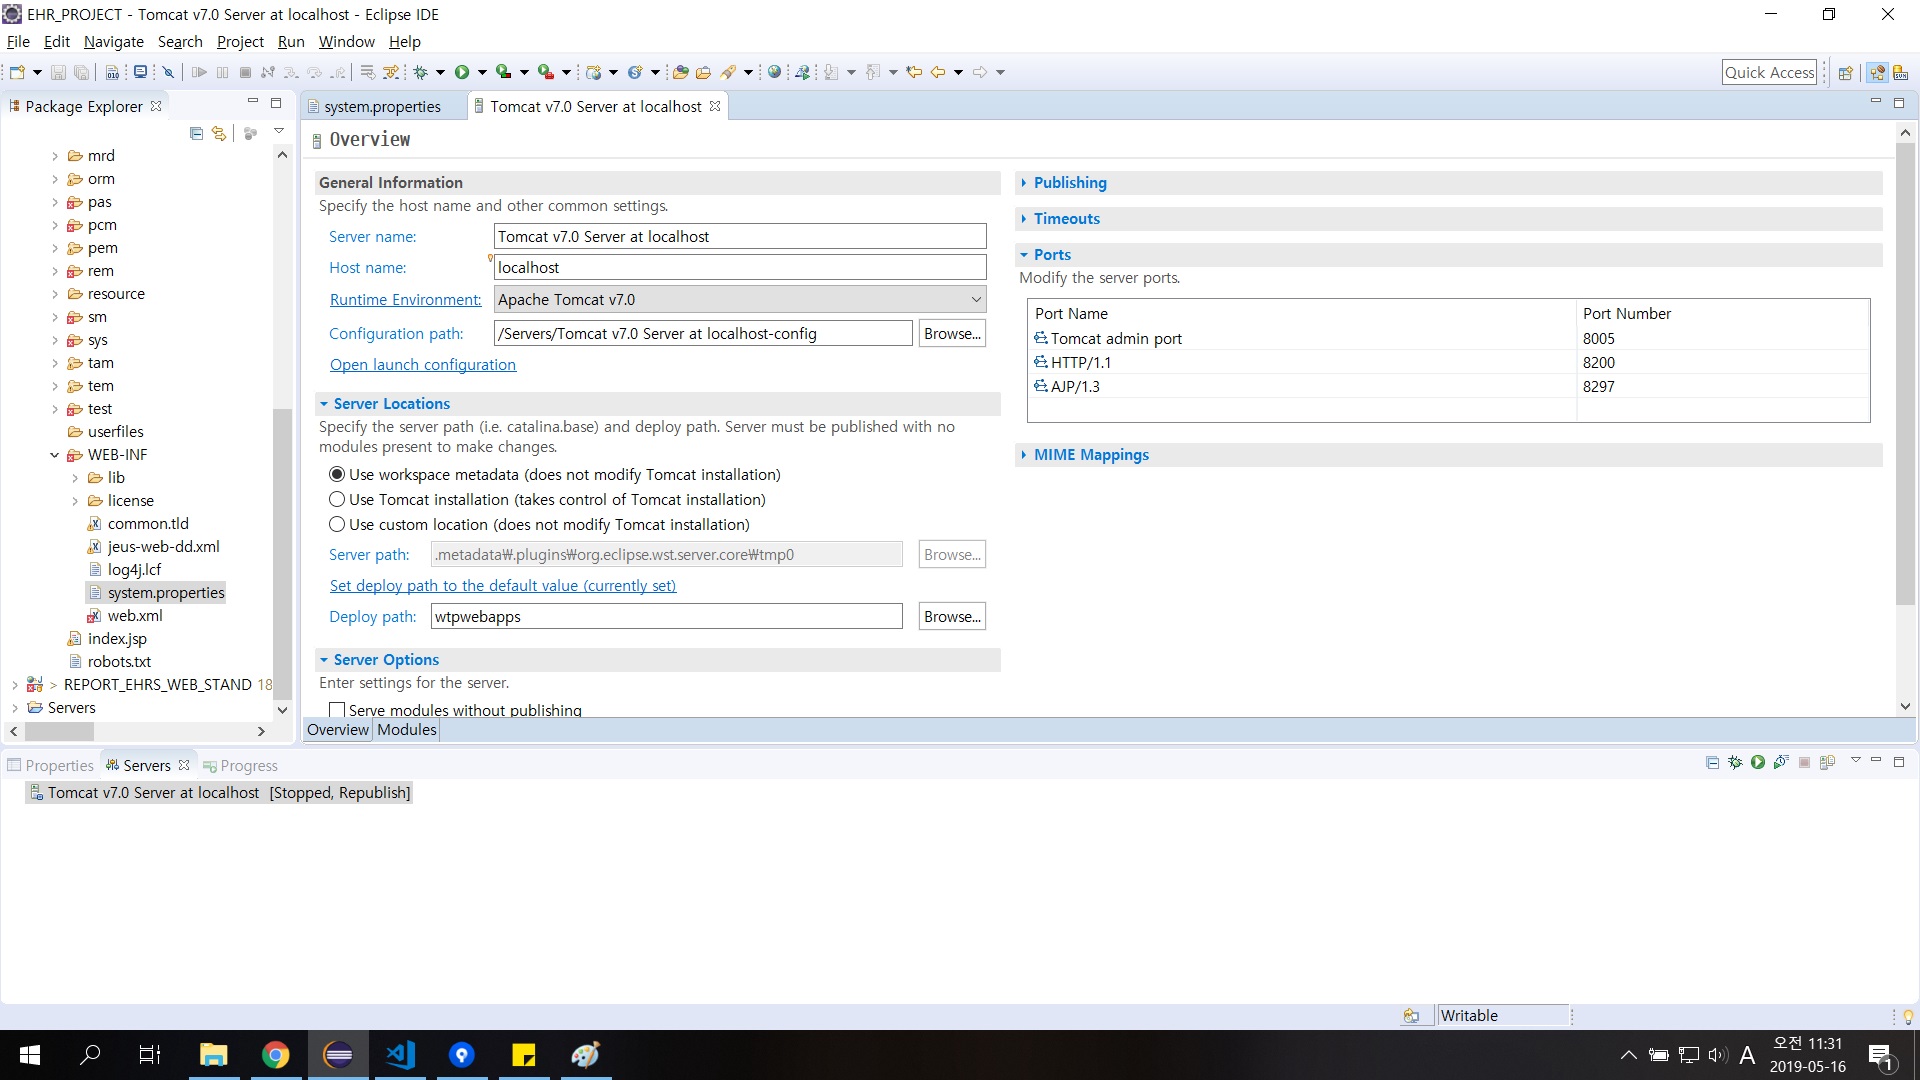 EHR_PROJECT - Tomcat v7.0 Server at localhost - Eclipse IDE
File Edit Navigate Search Project Run Window Help
Quick Access
Package Explorer
mrd
orm
pas
pcm
pem
rem
resource
sm
sys
tam
tem
test
userfiles
WEB-INF
lib
license
common.tld
jeus-web-dd.xml
log4j.lcf
system.properties
web.xml
index.jsp
robots.txt
> REPORT_EHRS_WEB_STAND 18
Servers
system.properties
Tomcat v7.0 Server at localhost
Overview
General Information
Specify the host name and other common settings.
Server name: Tomcat v7.0 Server at localhost
Host name: localhost
Runtime Environment: Apache Tomcat v7.0
Configuration path: /Servers/Tomcat v7.0 Server at localhost-config Browse...
Open launch configuration
Server Locations
Specify the server path (i.e. catalina.base) and deploy path. Server must be published with no
modules present to make changes.
Use workspace metadata (does not modify Tomcat installation)
Use Tomcat installation (takes control of Tomcat installation)
Use custom location (does not modify Tomcat installation)
Server path: .metadata₩.plugins₩org.eclipse.wst.server.core₩tmp0 Browse...
Set deploy path to the default value (currently set)
Deploy path: wtpwebapps Browse...
Server Options
Enter settings for the server.
Serve modules without publishing
Publishing
Timeouts
Ports
Modify the server ports.
Port Name Port Number
Tomcat admin port 8005
HTTP/1.1 8200
AJP/1.3 8297
MIME Mappings
Overview Modules
Properties Servers Progress
Tomcat v7.0 Server at localhost [Stopped, Republish]
Writable
A
오전 11:31
2019-05-16
1